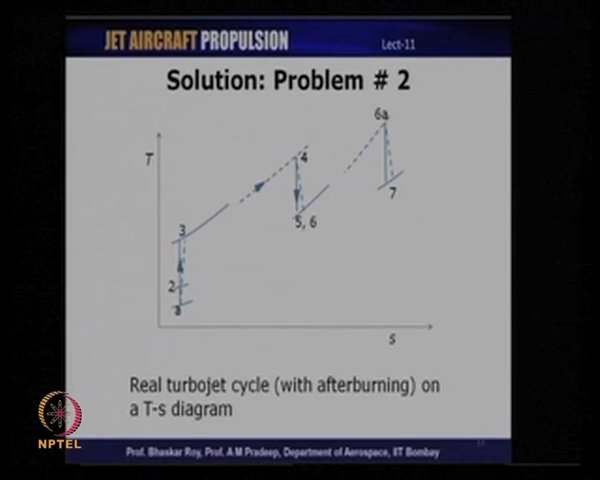 JET AIRCRAFT PROPULSION
Lect-11
Solution: Problem # 2
T
6a
4
7
5, 6
3
2
a
s
Real turbojet cycle (with afterburning) on
a T-s diagram
NPTEL
Prof. Bhaskar Roy, Prof. A M Pradeep, Department of Aerospace, IIT Bombay